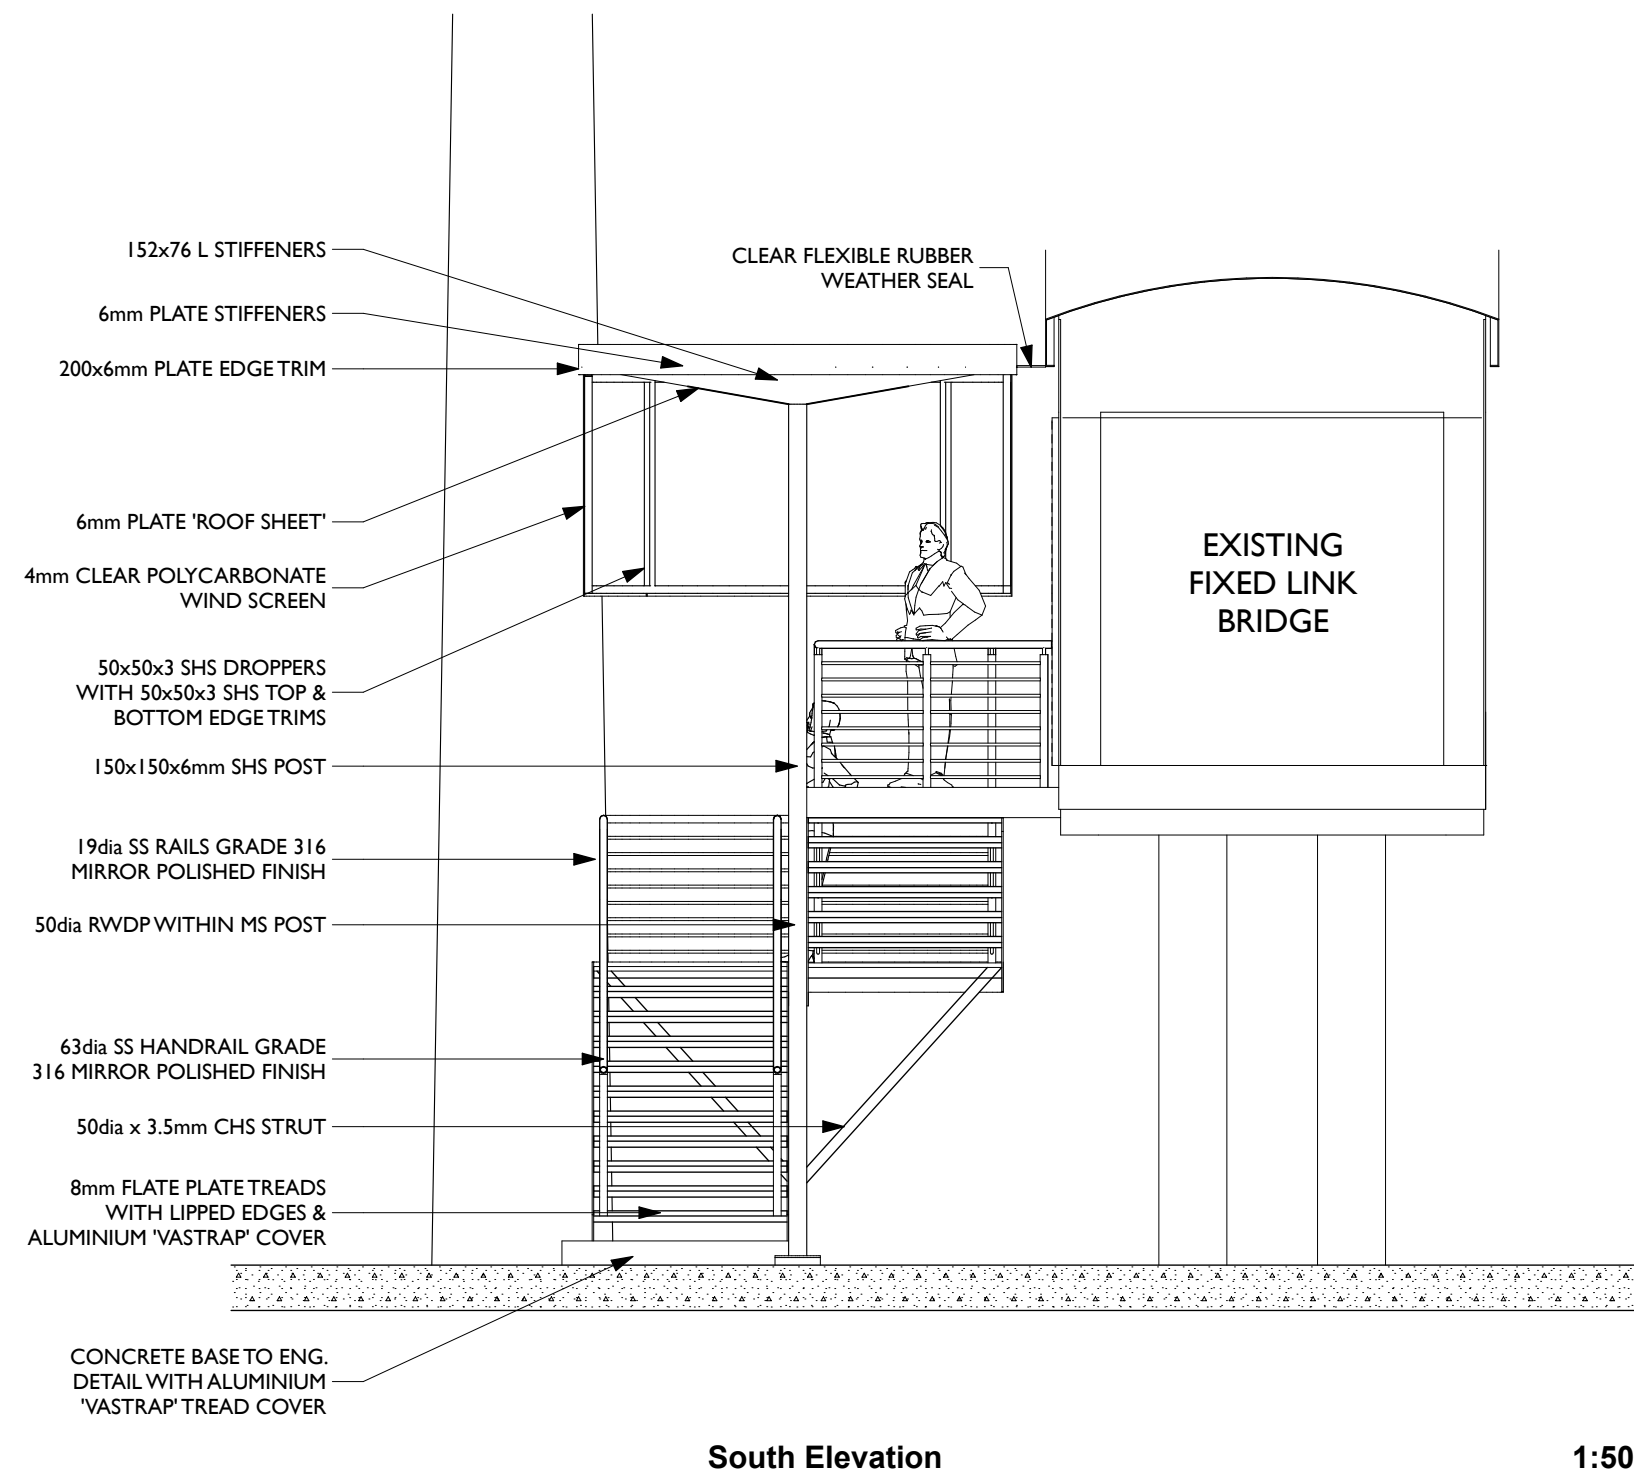 152x76 L STIFFENERS
6mm PLATE STIFFENERS
200x6mm PLATE EDGE TRIM
6mm PLATE 'ROOF SHEET'
4mm CLEAR POLYCARBONATE
WIND SCREEN
50x50x3 SHS DROPPERS
WITH 50x50x3 SHS TOP &
BOTTOM EDGE TRIMS
150x150x6mm SHS POST
19dia SS RAILS GRADE 316
MIRROR POLISHED FINISH
50dia RWDP WITHIN MS POST
63dia SS HANDRAIL GRADE
316 MIRROR POLISHED FINISH
50dia x 3.5mm CHS STRUT
8mm FLATE PLATE TREADS
WITH LIPPED EDGES &
ALUMINIUM 'VASTRAP' COVER
CONCRETE BASE TO ENG.
DETAIL WITH ALUMINIUM
'VASTRAP' TREAD COVER
CLEAR FLEXIBLE RUBBER
WEATHER SEAL
EXISTING
FIXED LINK
BRIDGE
South Elevation
1:50